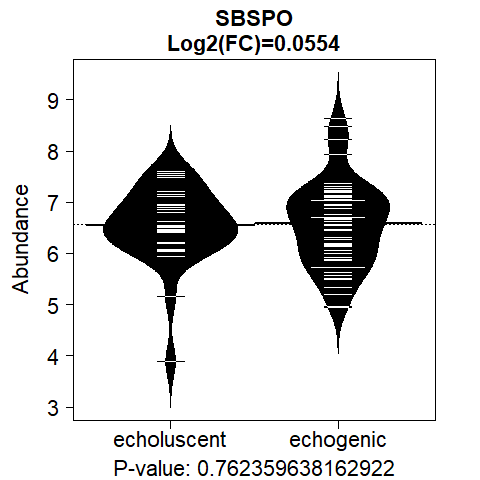 SBSPO
Log2(FC)=0.0554
Abundance
9
8
7
6
5
4
3
echoluscent echogenic
P-value: 0.762359638162922